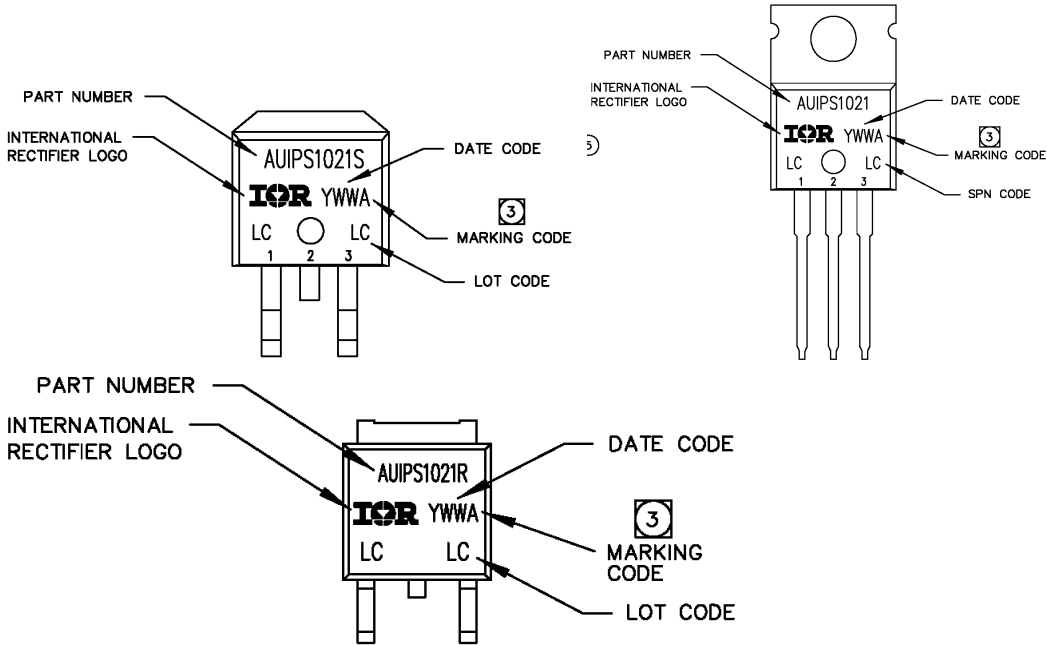 PART NUMBER
INTERNATIONAL
RECTIFIER LOGO
AUIPS1021S
IOR YWWA
LC LC
1 2 3
DATE CODE
3
MARKING CODE
LOT CODE
PART NUMBER
INTERNATIONAL
RECTIFIER LOGO
5
AUIPS1021
IOR YWWA
LC LC
1 2 3
DATE CODE
3
MARKING CODE
SPN CODE
PART NUMBER
INTERNATIONAL
RECTIFIER LOGO
AUIPS1021R
IOR YWWA
LC LC
DATE CODE
3
MARKING
CODE
LOT CODE